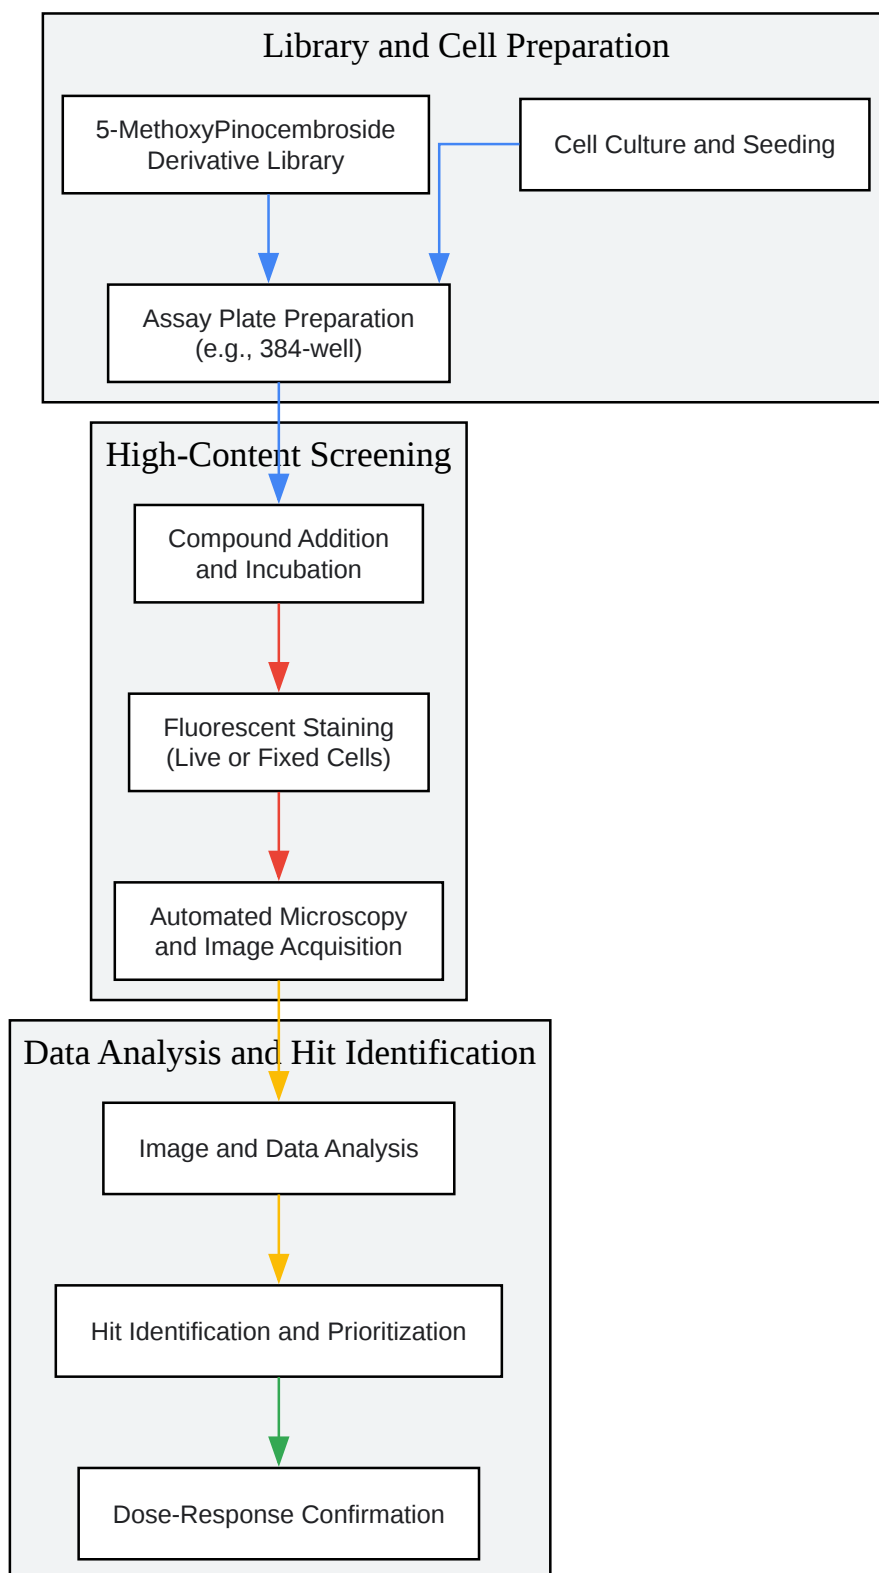 Library and Cell Preparation
5-MethoxyPinocembroside
Derivative Library
Cell Culture and Seeding
Assay Plate Preparation
(e.g., 384-well)
High-Content Screening
Compound Addition
and Incubation
Fluorescent Staining
(Live or Fixed Cells)
Automated Microscopy
and Image Acquisition
Data Analysis and Hit Identification
Image and Data Analysis
Hit Identification and Prioritization
Dose-Response Confirmation